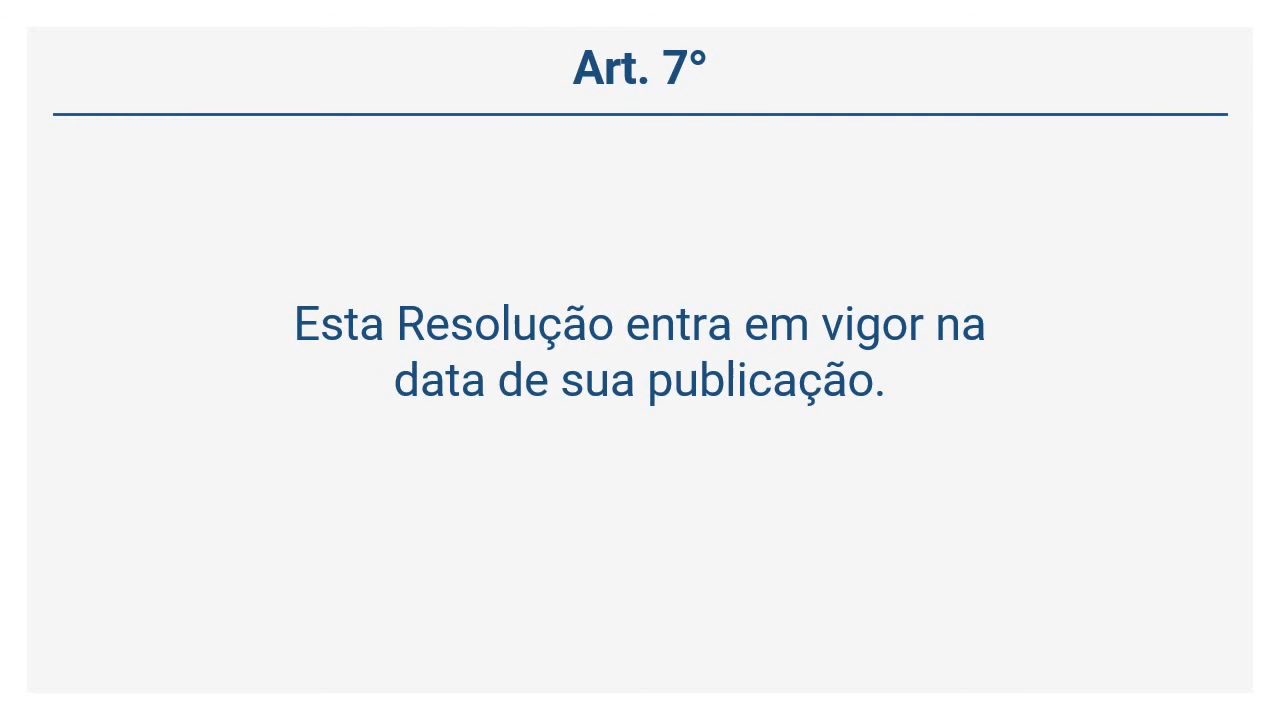 Art. 7°
Esta Resolução entra em vigor na
data de sua publicação.